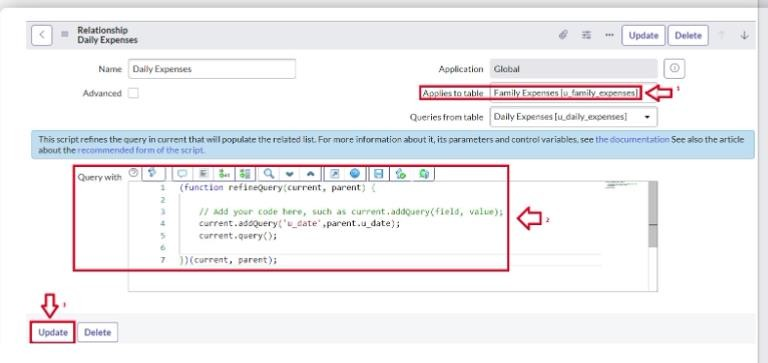 Relationship
Daily Expenses
Update
Delete
Name
Daily Expenses
Application
Global
Advanced
Applies to table
Family Expenses [u_family_expenses]
1
Queries from table
Daily Expenses [u_daily_expenses]
This script refines the query in current that will populate the related list. For more information about it, its parameters and control variables, see the documentation See also the article
about the recommended form of the script.
Query with
1 (function refineQuery(current, parent) {
2
3 // Add your code here, such as current.addQuery(field, value);
4 current.addQuery('u_date',parent.u_date);
5 current.query();
6
7 })(current, parent);
2
Update
Delete